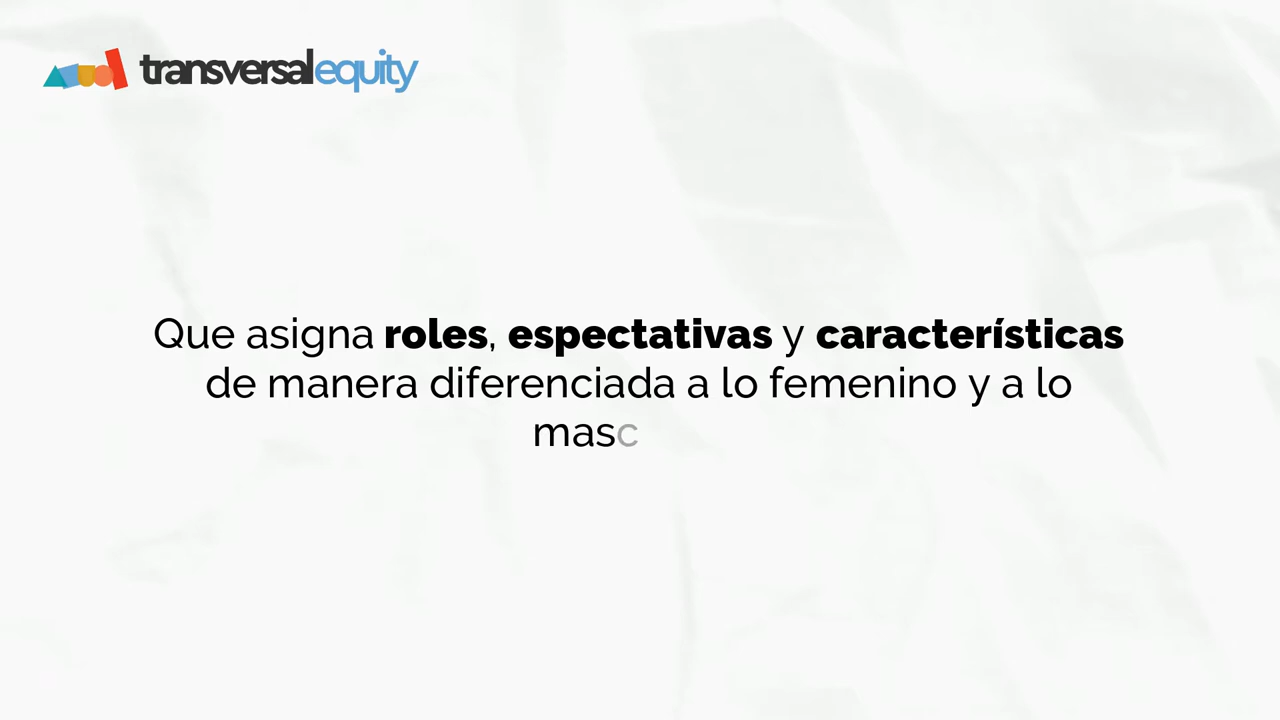 transversalequity
Que asigna roles, espectativas y características
de manera diferenciada a lo femenino y a lo
masc